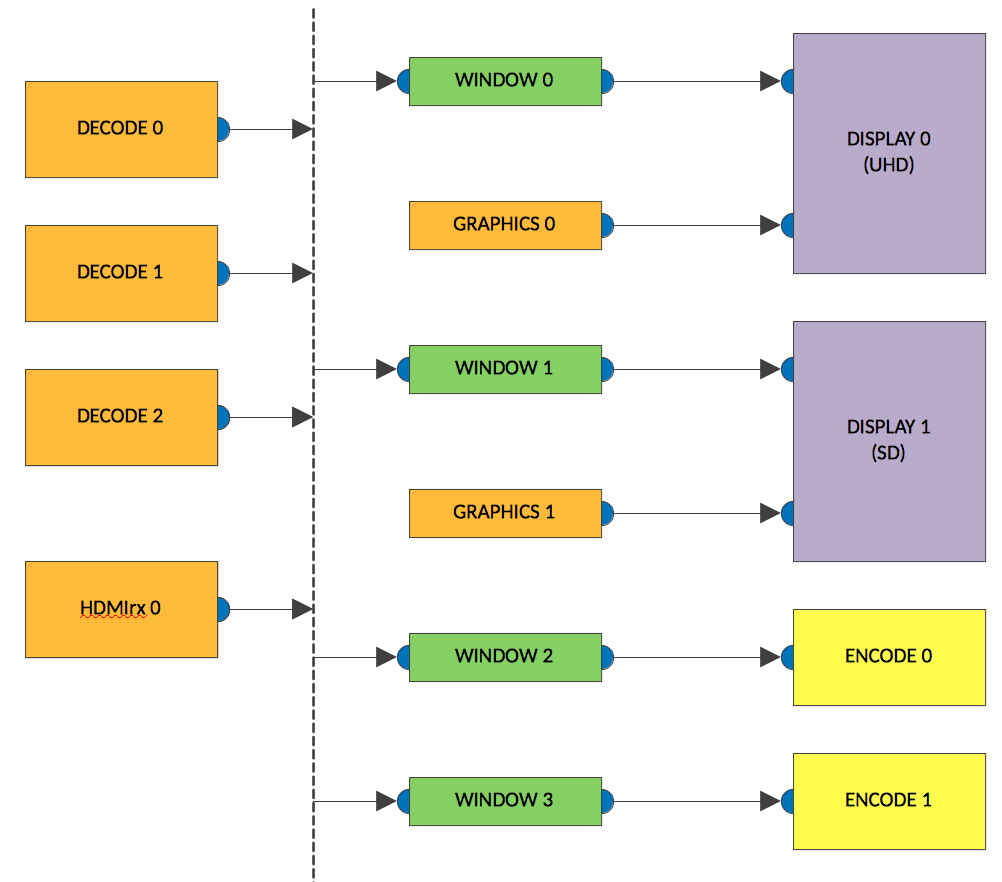 DECODE 0
DECODE 1
DECODE 2
HDMIrx 0
WINDOW 0
GRAPHICS 0
WINDOW 1
GRAPHICS 1
WINDOW 2
WINDOW 3
DISPLAY 0
(UHD)
DISPLAY 1
(SD)
ENCODE 0
ENCODE 1